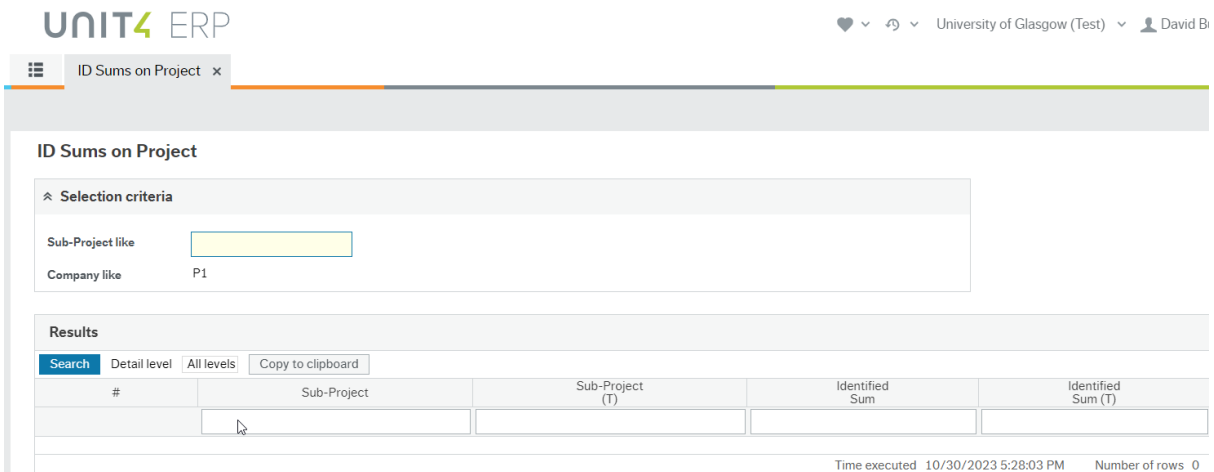 UNIT4 ERP
University of Glasgow (Test) David Bu
ID Sums on Project x
ID Sums on Project
Selection criteria
Sub-Project like
Company like P1
Results
Search Detail level All levels Copy to clipboard
# Sub-Project Sub-Project (T) Identified Sum Identified Sum (T)
Time executed 10/30/2023 5:28:03 PM Number of rows 0